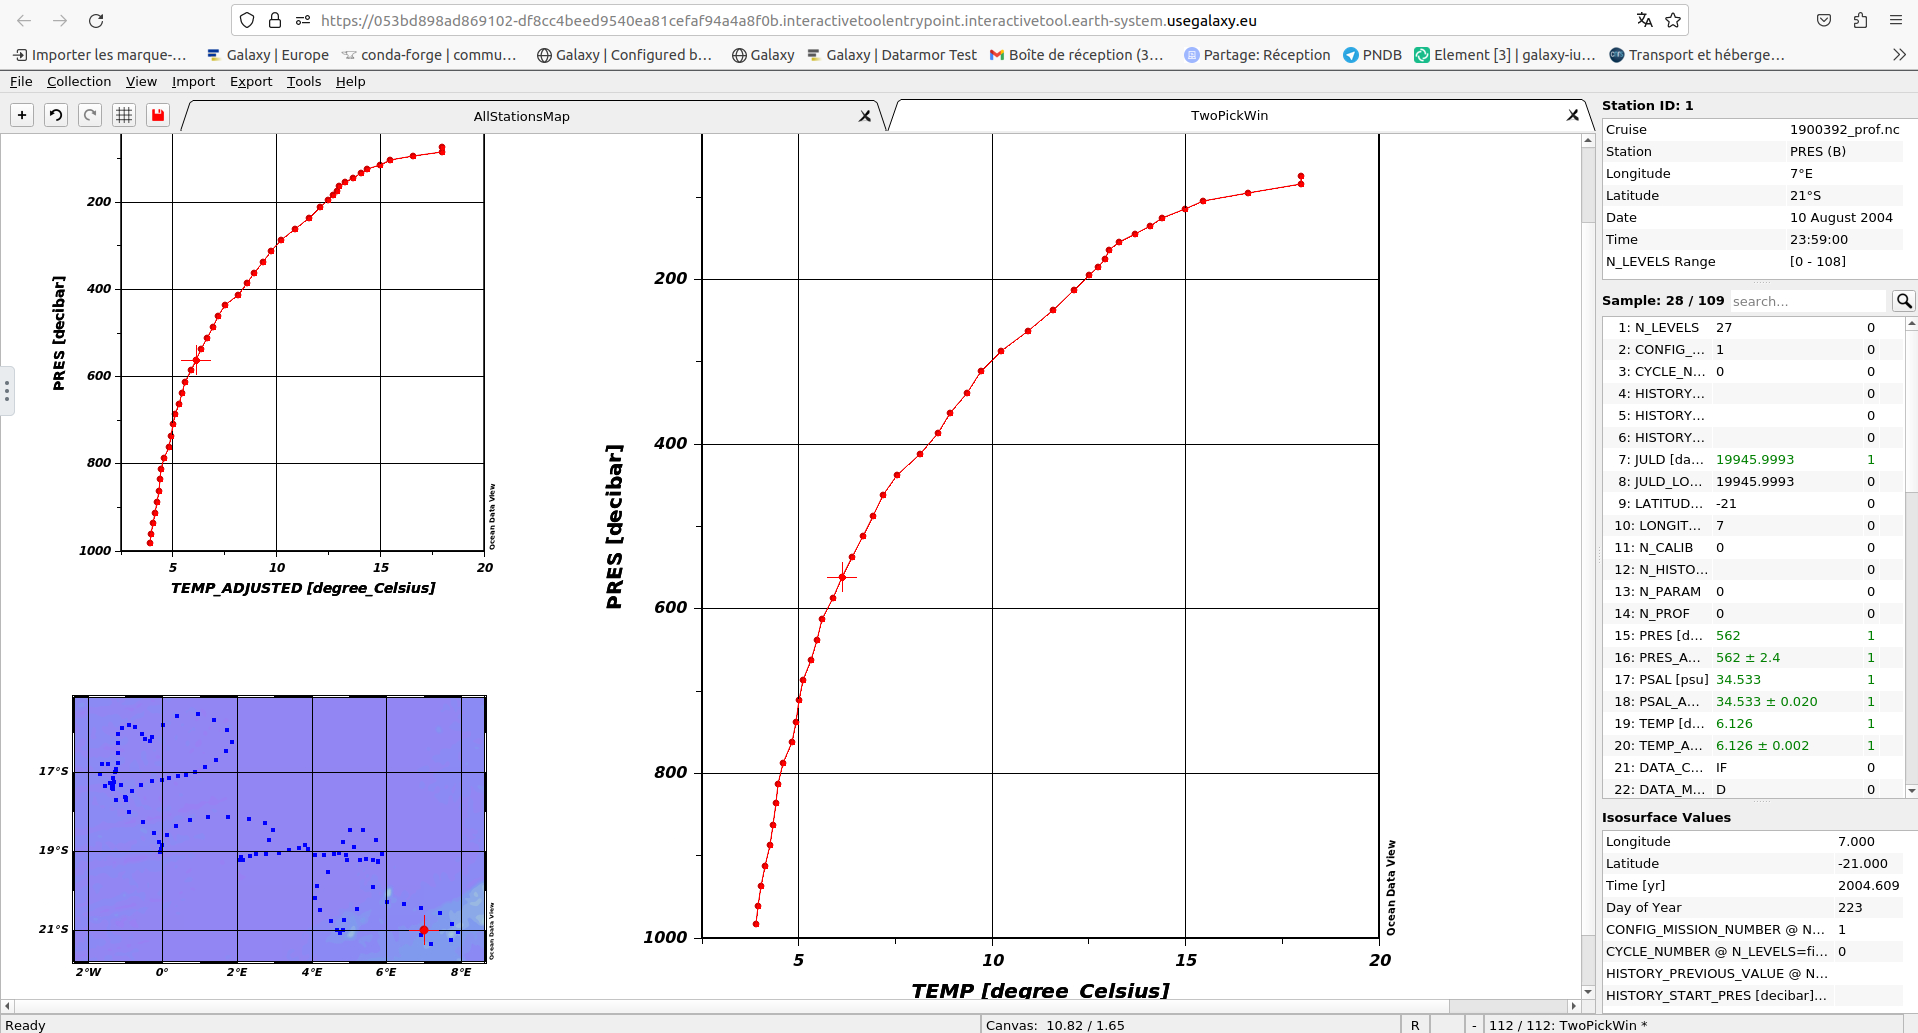 https://053bd898ad869102-df8cc4beed9540ea81cefaf94a4a8f0b.interactivetoolentrypoint.interactivetool.earth-system.usegalaxy.eu
Importer les marque-… Galaxy | Europe conda-forge | commu… Galaxy | Configured b… Galaxy Galaxy | Datarmor Test Boîte de réception (3… Partage: Réception PNDB Element [3] | galaxy-iu… Transport et héberge…
File Collection View Import Export Tools Help
AllStationsMap
TwoPickWin
200
400
600
800
1000
5 10 15 20
PRES [decibar]
TEMP_ADJUSTED [degree_Celsius]
Ocean Data View
17°S
19°S
21°S
2°W 0° 2°E 4°E 6°E 8°E
Ocean Data View
200
400
600
800
1000
5 10 15 20
PRES [decibar]
TEMP [degree_Celsius]
Ocean Data View
Station ID: 1
Cruise 1900392_prof.nc
Station PRES (B)
Longitude 7°E
Latitude 21°S
Date 10 August 2004
Time 23:59:00
N_LEVELS Range [0 - 108]
Sample: 28 / 109 search...
1: N_LEVELS 27 0
2: CONFIG_... 1 0
3: CYCLE_N... 0 0
4: HISTORY... 0
5: HISTORY... 0
6: HISTORY... 0
7: JULD [da... 19945.9993 1
8: JULD_LO... 19945.9993 0
9: LATITUD... -21 0
10: LONGIT... 7 0
11: N_CALIB 0 0
12: N_HISTO... 0
13: N_PARAM 0 0
14: N_PROF 0 0
15: PRES [d... 562 1
16: PRES_A... 562 ± 2.4 1
17: PSAL [psu] 34.533 1
18: PSAL_A... 34.533 ± 0.020 1
19: TEMP [d... 6.126 1
20: TEMP_A... 6.126 ± 0.002 1
21: DATA_C... IF 0
22: DATA_M... D 0
Isosurface Values
Longitude 7.000
Latitude -21.000
Time [yr] 2004.609
Day of Year 223
CONFIG_MISSION_NUMBER @ N... 1
CYCLE_NUMBER @ N_LEVELS=fi... 0
HISTORY_PREVIOUS_VALUE @ N...
HISTORY_START_PRES [decibar]...
Ready
Canvas: 10.82 / 1.65
R
-
112 / 112: TwoPickWin *